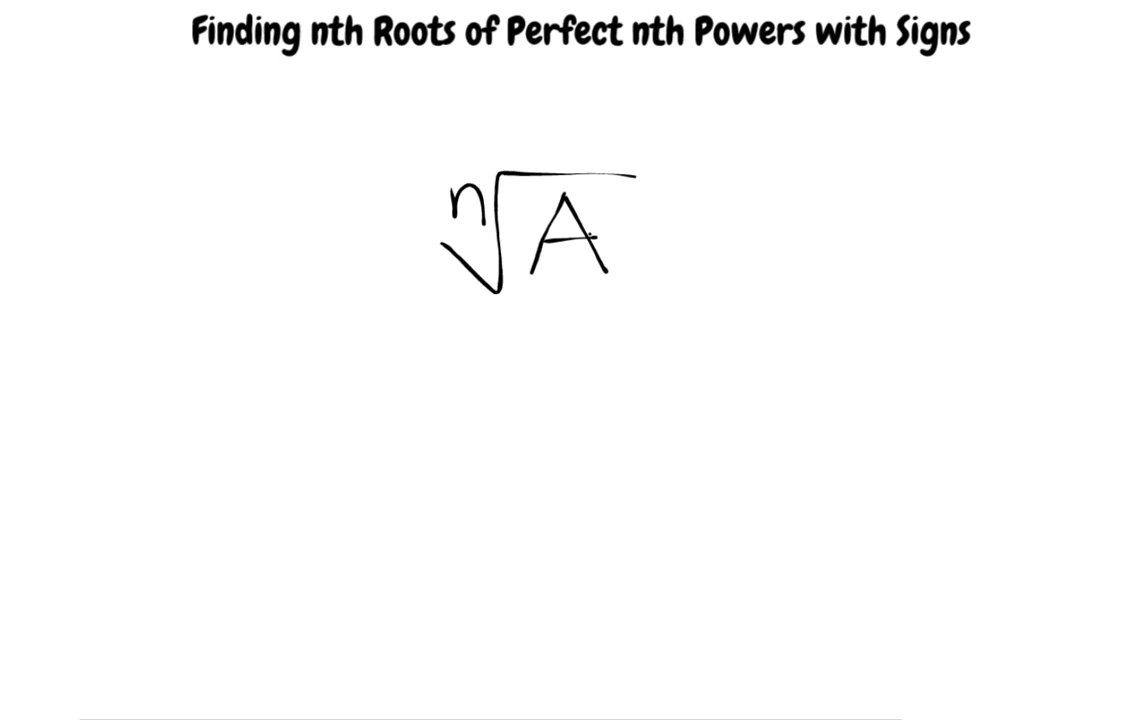 Finding nth Roots of Perfect nth Powers with Signs
ⁿ√A